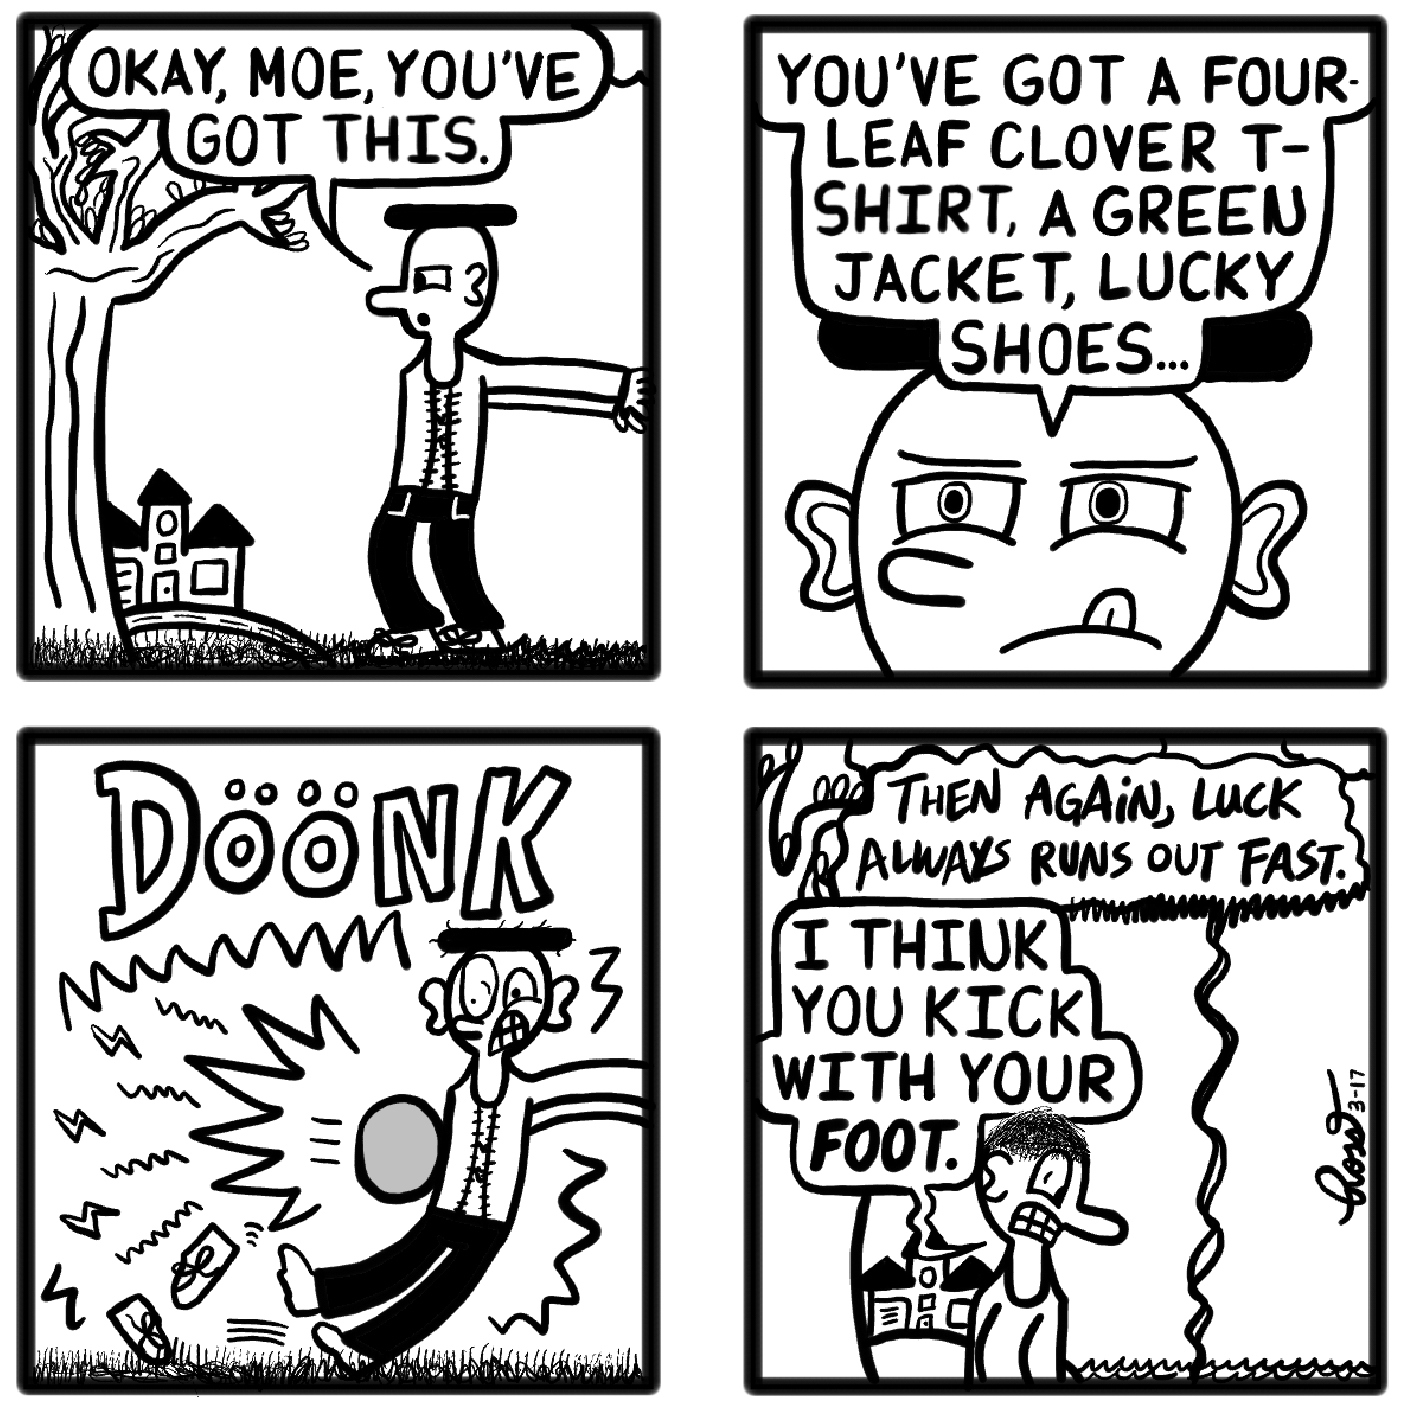 OKAY, MOE, YOU'VE
GOT THIS.
YOU'VE GOT A FOUR-
LEAF CLOVER T-
SHIRT, A GREEN
JACKET, LUCKY
SHOES...
DÖÖNK
THEN AGAiN, LUCK
ALWAYS RUNS OUT FAST.
I THINK
YOU KICK
WITH YOUR
FOOT.
Ross 3-17